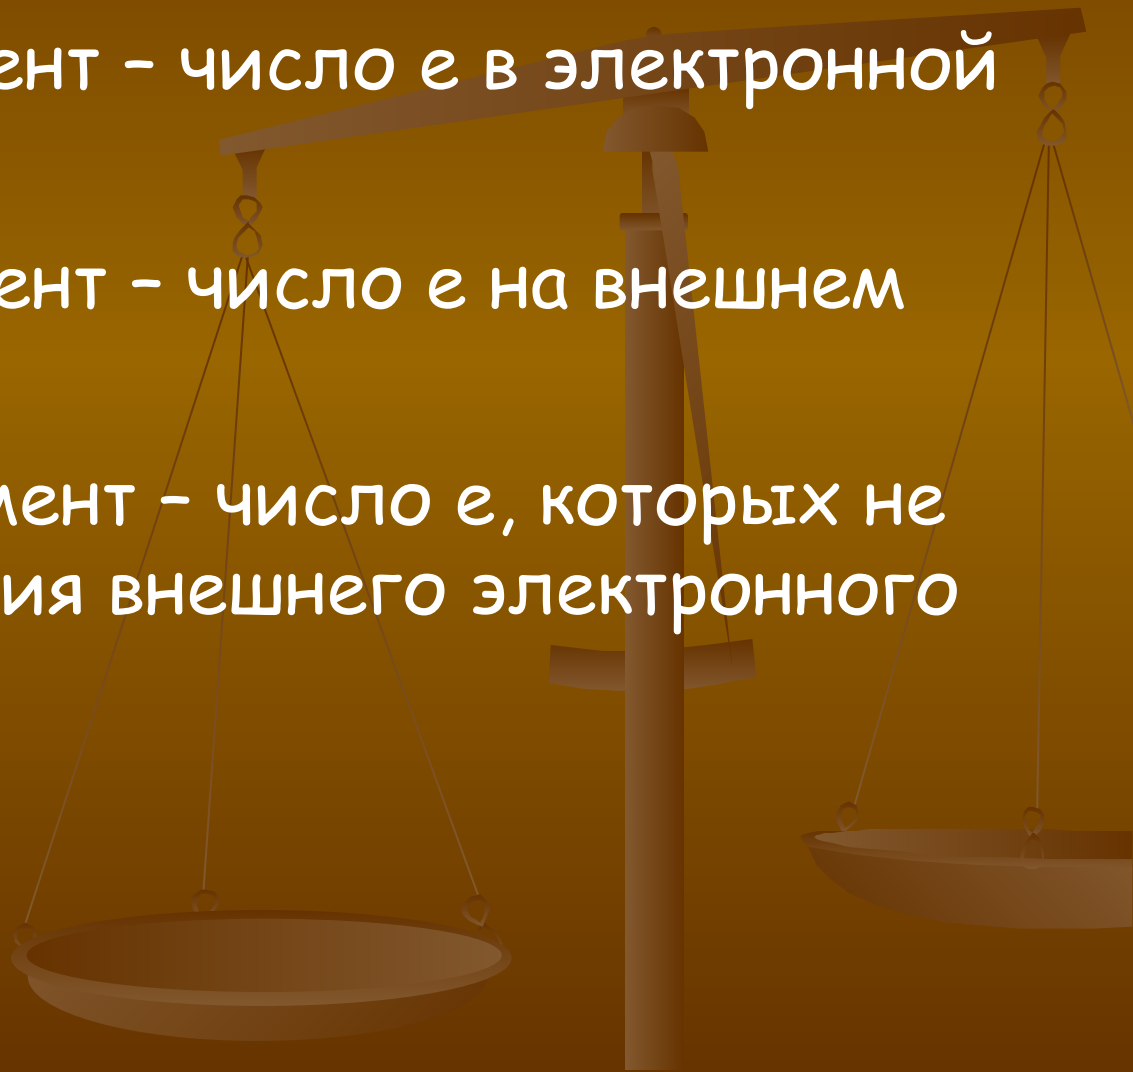 ент – число е в электронной
ент – число е на внешнем
мент – число е, которых не
ия внешнего электронного